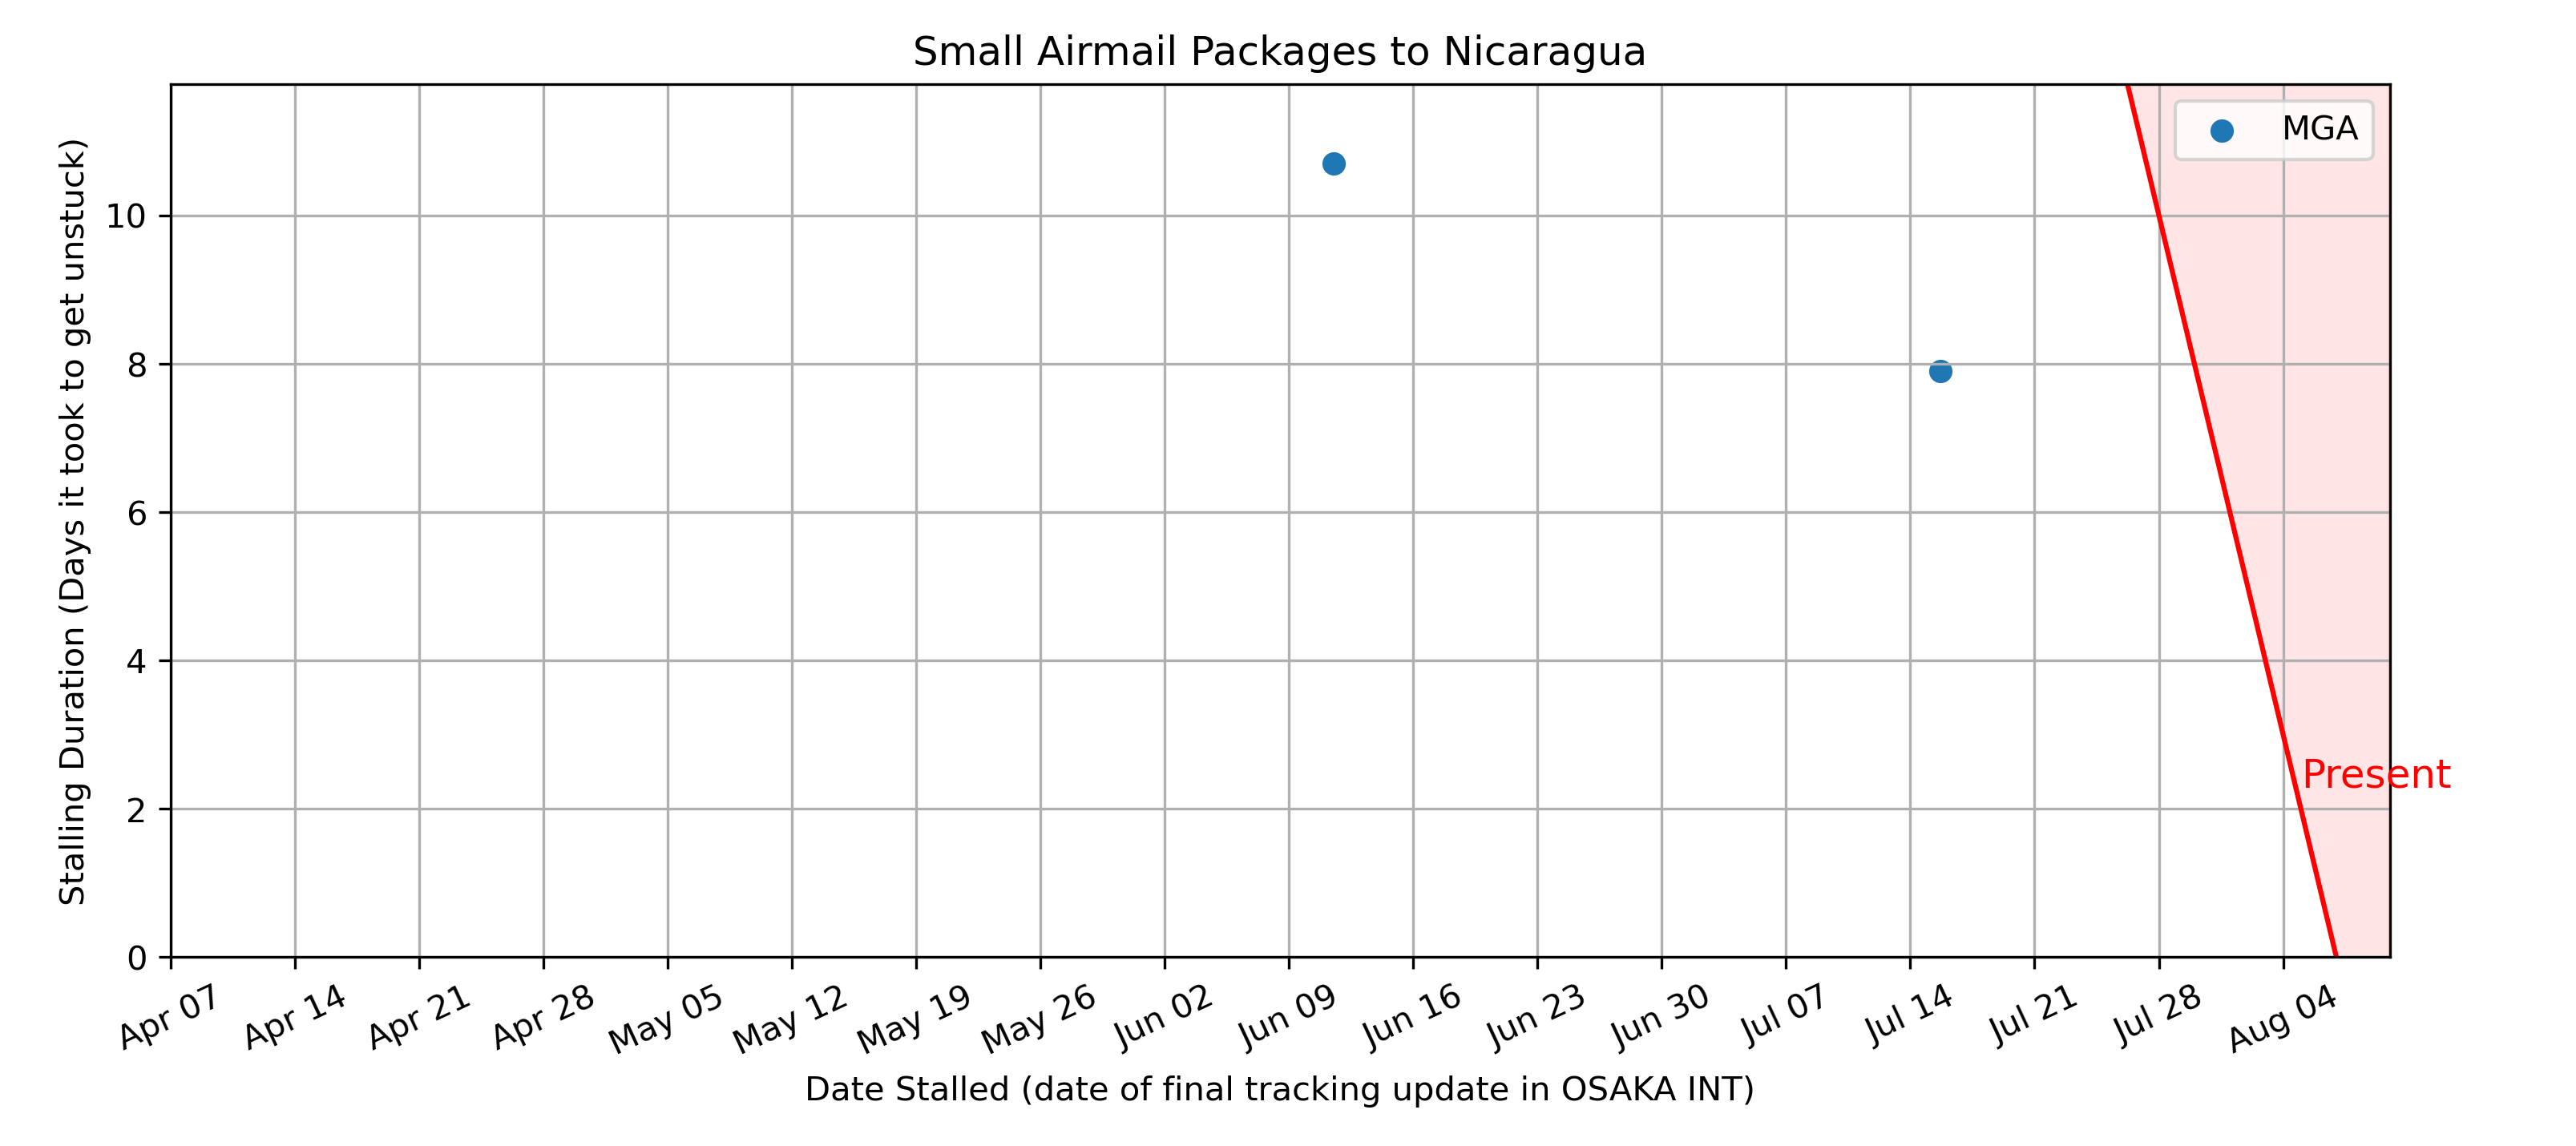 Small Airmail Packages to Nicaragua
MGA
Stalling Duration (Days it took to get unstuck)
10
8
6
4
2
0
Present
Apr 07 Apr 14 Apr 21 Apr 28 May 05 May 12 May 19 May 26 Jun 02 Jun 09 Jun 16 Jun 23 Jun 30 Jul 07 Jul 14 Jul 21 Jul 28 Aug 04
Date Stalled (date of final tracking update in OSAKA INT)